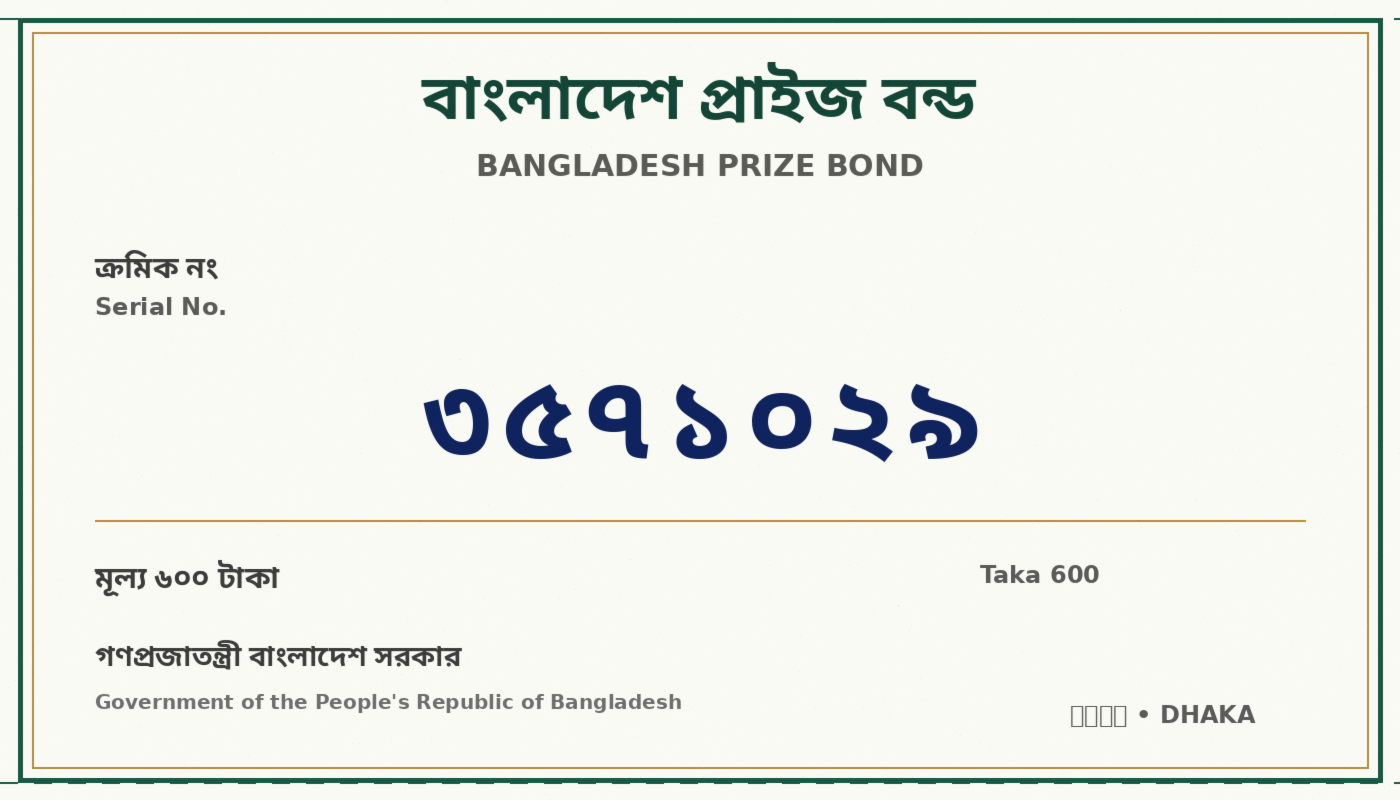 বাংলাদেশ প্রাইজ বন্ড
BANGLADESH PRIZE BOND
ক্রমিক নং
Serial No.
৩৫৭১০২৯
মূল্য ৬০০ টাকা
Taka 600
গণপ্রজাতন্ত্রী বাংলাদেশ সরকার
Government of the People's Republic of Bangladesh
• DHAKA